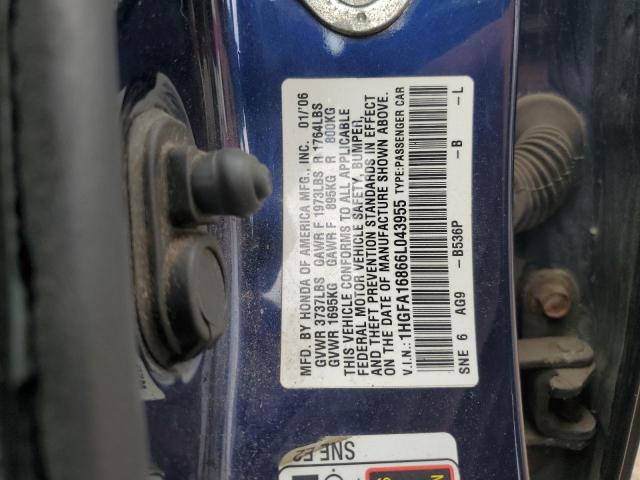 MFD. BY HONDA OF AMERICA MFG., INC. 01/'06
GVWR 3737LBS GAWR F 1973LBS R 1764LBS
GVWR 1695KG GAWR F 895KG R 800KG
THIS VEHICLE CONFORMS TO ALL APPLICABLE
FEDERAL MOTOR VEHICLE SAFETY, BUMPER,
AND THEFT PREVENTION STANDARDS IN EFFECT
ON THE DATE OF MANUFACTURE SHOWN ABOVE.
V.I.N.: 1HGFA16866L043955 TYPE:PASSENGER CAR
SNE 6 AG9 – B536P – B – L